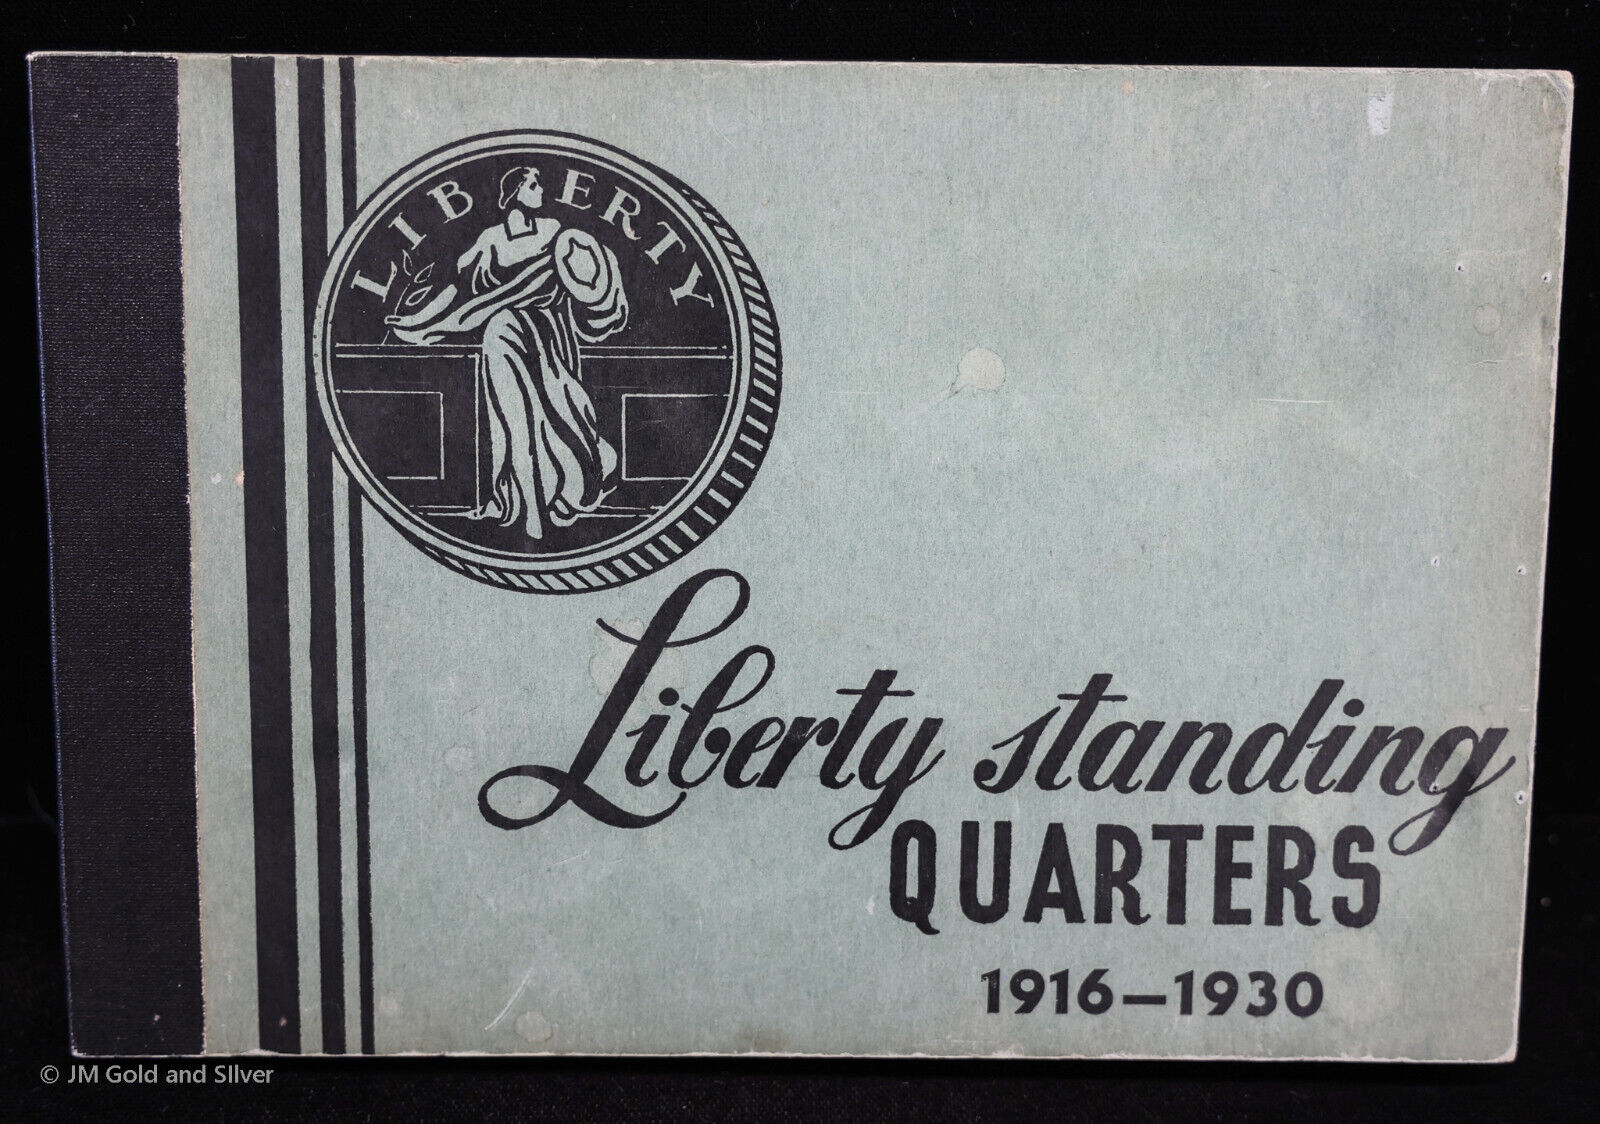 LIBERTY
Liberty standing
QUARTERS
1916–1930
© JM Gold and Silver